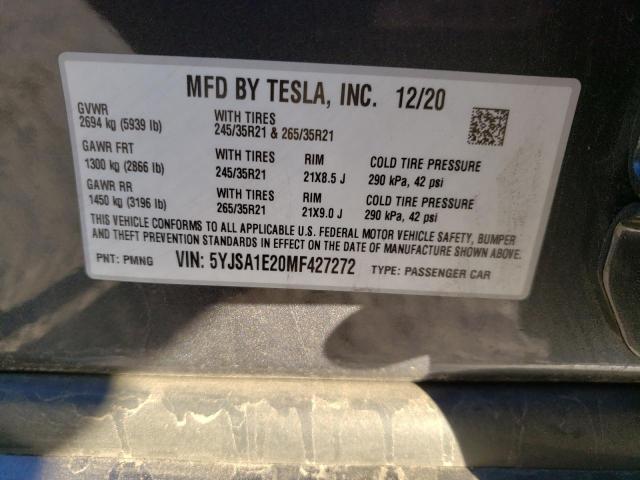 MFD BY TESLA, INC. 12/20
GVWR
2694 kg (5939 lb)
WITH TIRES
245/35R21 & 265/35R21
GAWR FRT
1300 kg (2866 lb)
WITH TIRES
245/35R21
RIM
21X8.5 J
COLD TIRE PRESSURE
290 kPa, 42 psi
GAWR RR
1450 kg (3196 lb)
WITH TIRES
265/35R21
RIM
21X9.0 J
COLD TIRE PRESSURE
290 kPa, 42 psi
THIS VEHICLE CONFORMS TO ALL APPLICABLE U.S. FEDERAL MOTOR VEHICLE SAFETY, BUMPER
AND THEFT PREVENTION STANDARDS IN EFFECT ON THE DATE OF MANUFACTURE SHOWN ABOVE.
PNT: PMNG VIN: 5YJSA1E20MF427272 TYPE: PASSENGER CAR